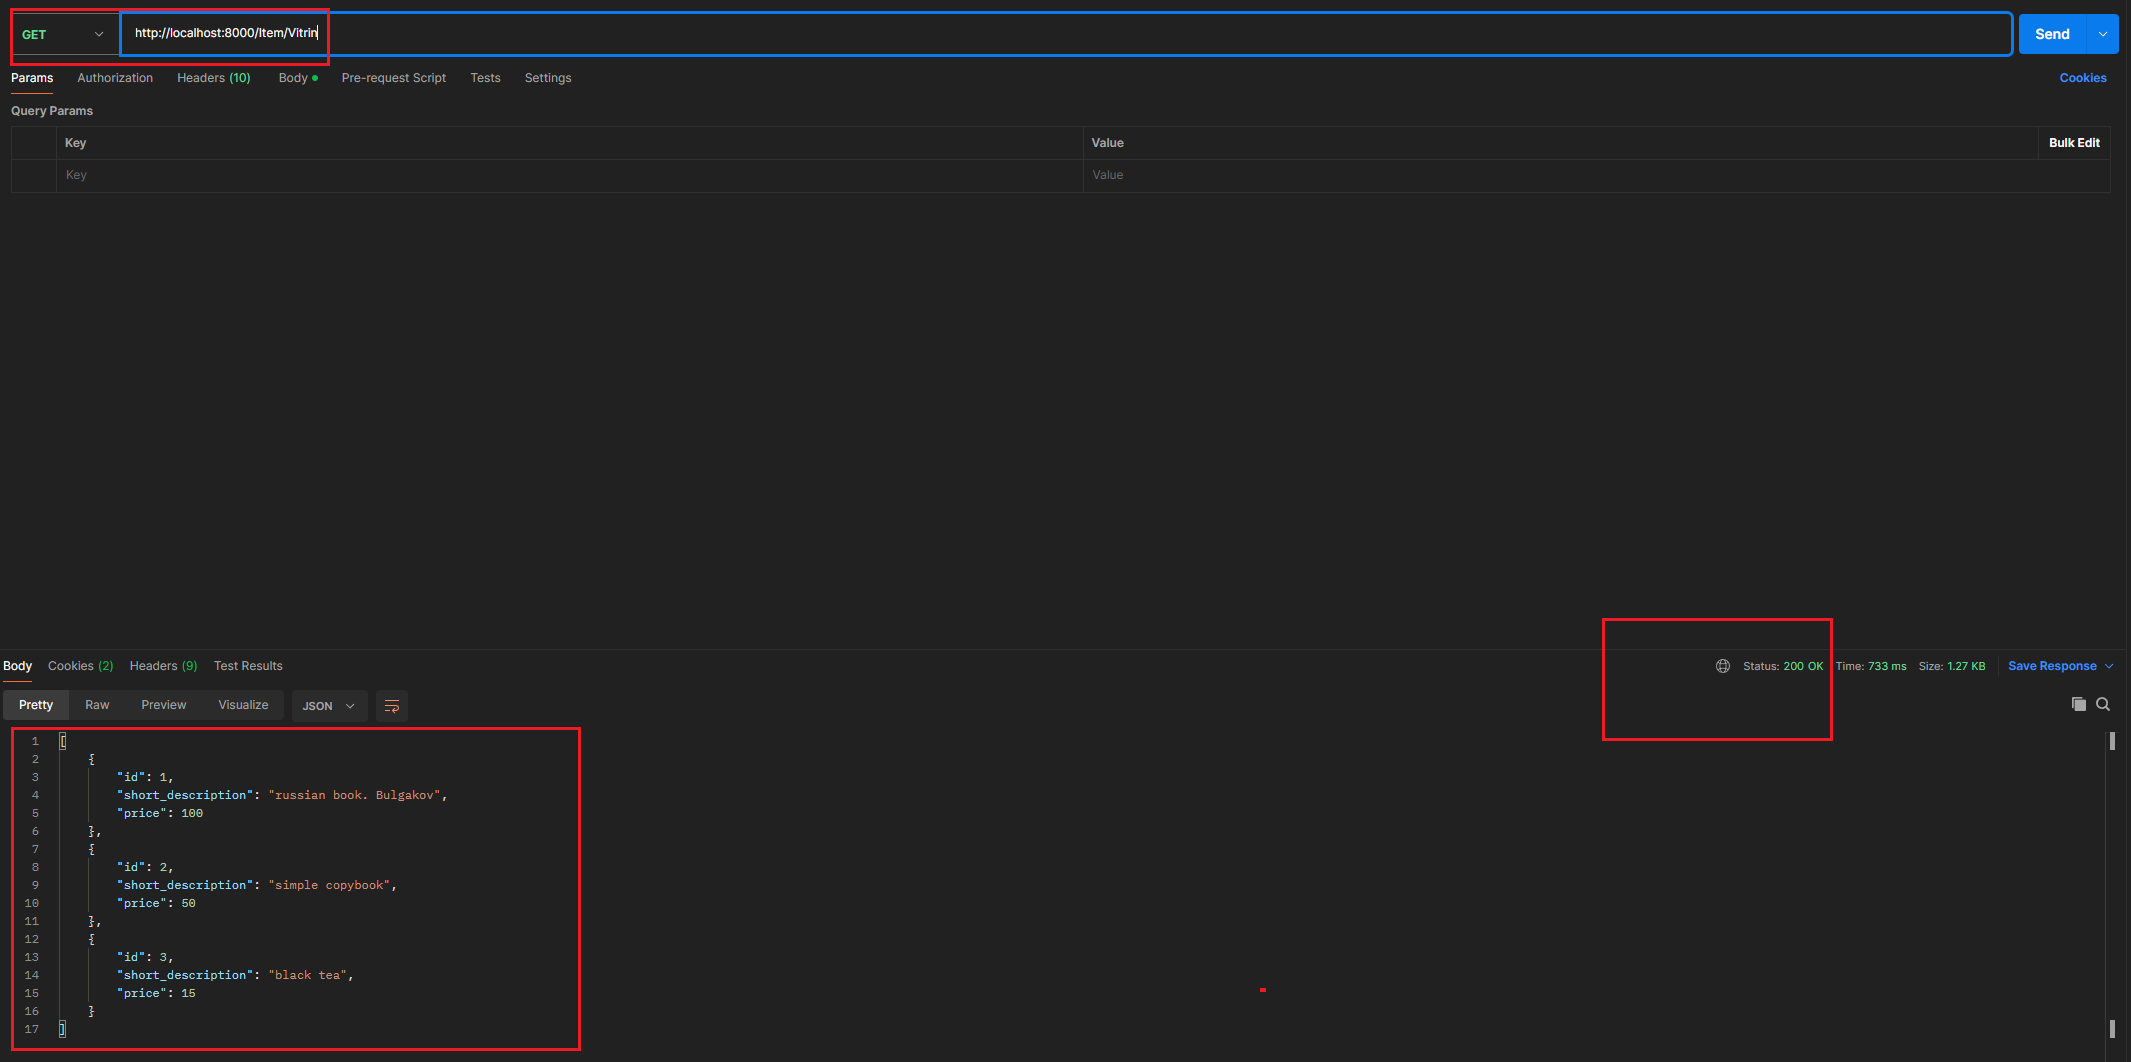 GET http://localhost:8000/Item/Vitrin Send
Params Authorization Headers (10) Body Pre-request Script Tests Settings Cookies
Query Params
Key Value Bulk Edit
Key Value
Body Cookies (2) Headers (9) Test Results Status: 200 OK Time: 733 ms Size: 1.27 KB Save Response
Pretty Raw Preview Visualize JSON
1 [
2 {
3 "id": 1,
4 "short_description": "russian book. Bulgakov",
5 "price": 100
6 },
7 {
8 "id": 2,
9 "short_description": "simple copybook",
10 "price": 50
11 },
12 {
13 "id": 3,
14 "short_description": "black tea",
15 "price": 15
16 }
17 ]